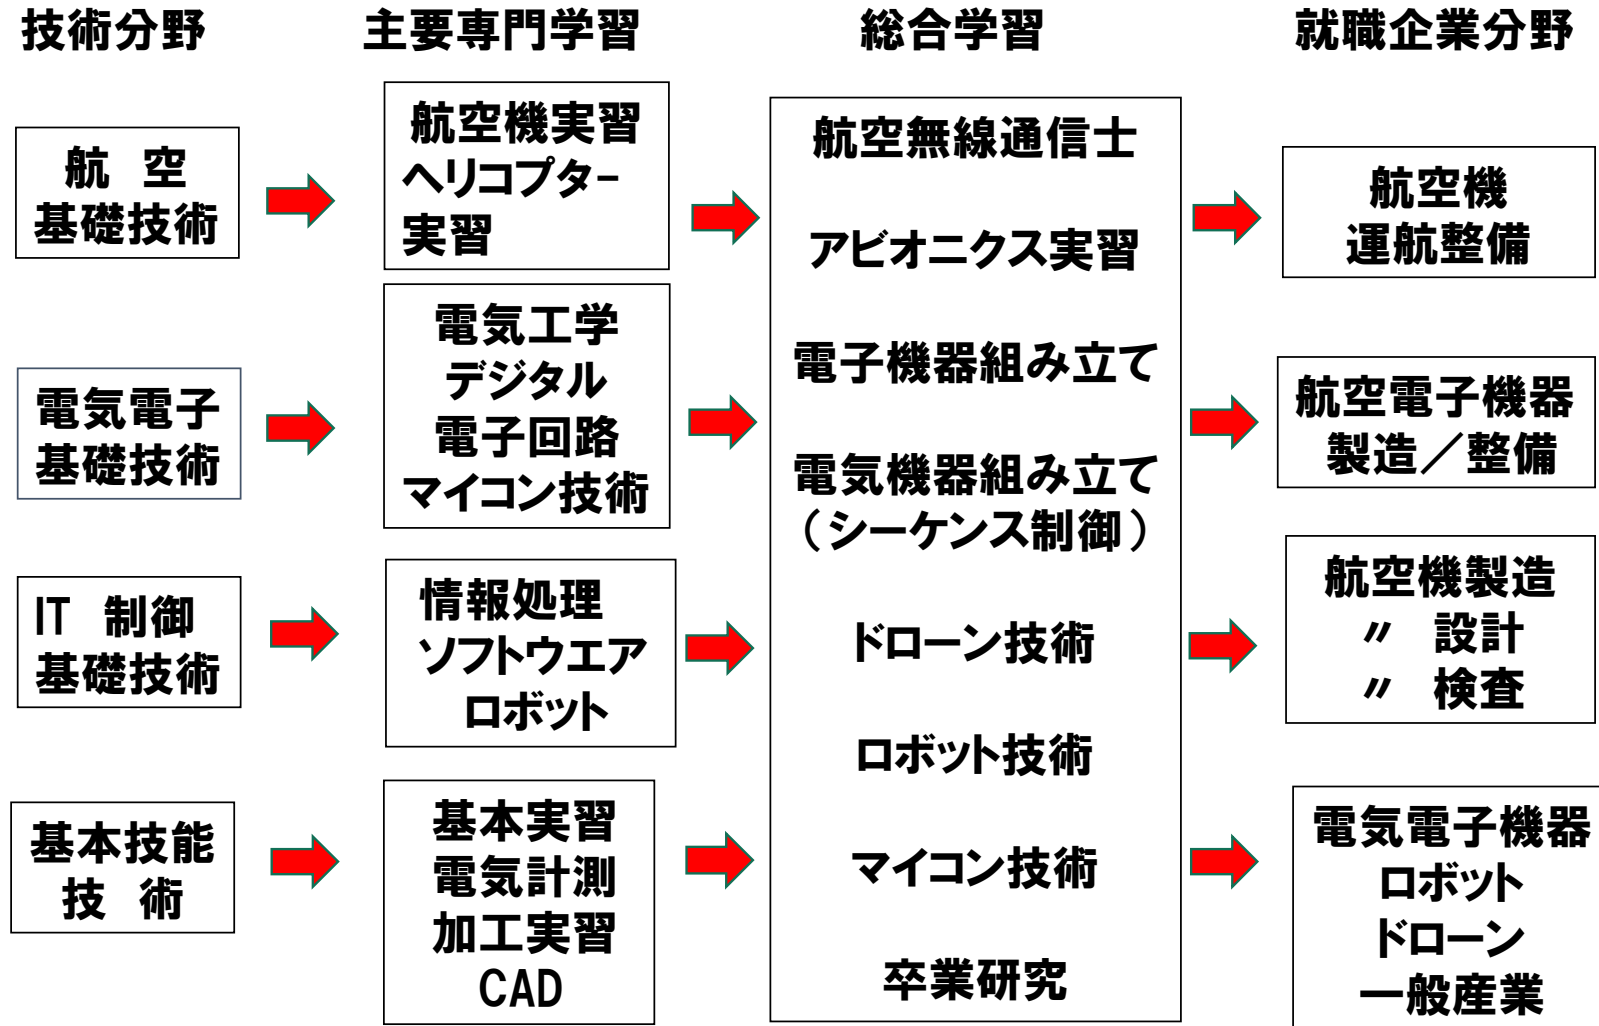 技術分野
主要専門学習
総合学習
就職企業分野
航　空
基礎技術
航空機実習
ヘリコプター
実習
電気電子
基礎技術
電気工学
デジタル
電子回路
マイコン技術
IT　制御
基礎技術
情報処理
ソフトウエア
ロボット
基本技能
技　術
基本実習
電気計測
加工実習
CAD
航空無線通信士
アビオニクス実習
電子機器組み立て
電気機器組み立て
（シーケンス制御）
ドローン技術
ロボット技術
マイコン技術
卒業研究
航空機
運航整備
航空電子機器
製造／整備
航空機製造
〃　設計
〃　検査
電気電子機器
ロボット
ドローン
一般産業